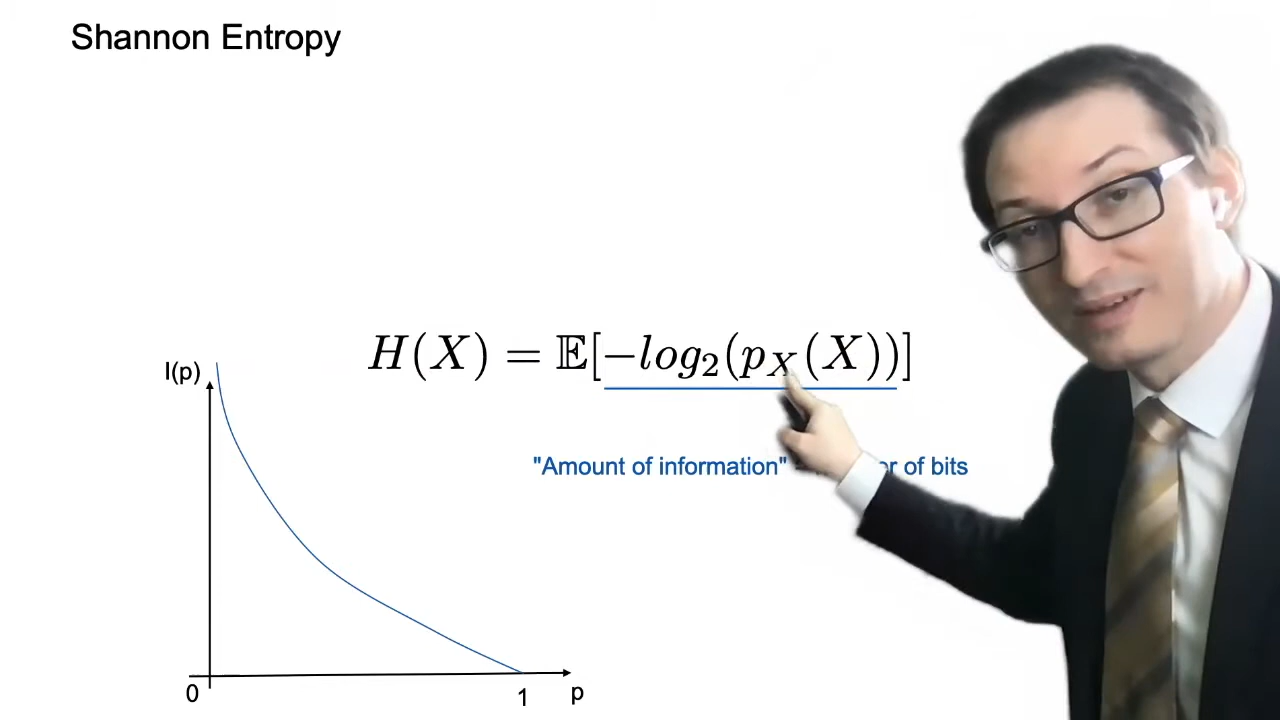 Shannon Entropy
H(X) = 𝔼[−log₂(p_X(X))]
I(p)
"Amount of information" of bits
0
1
p